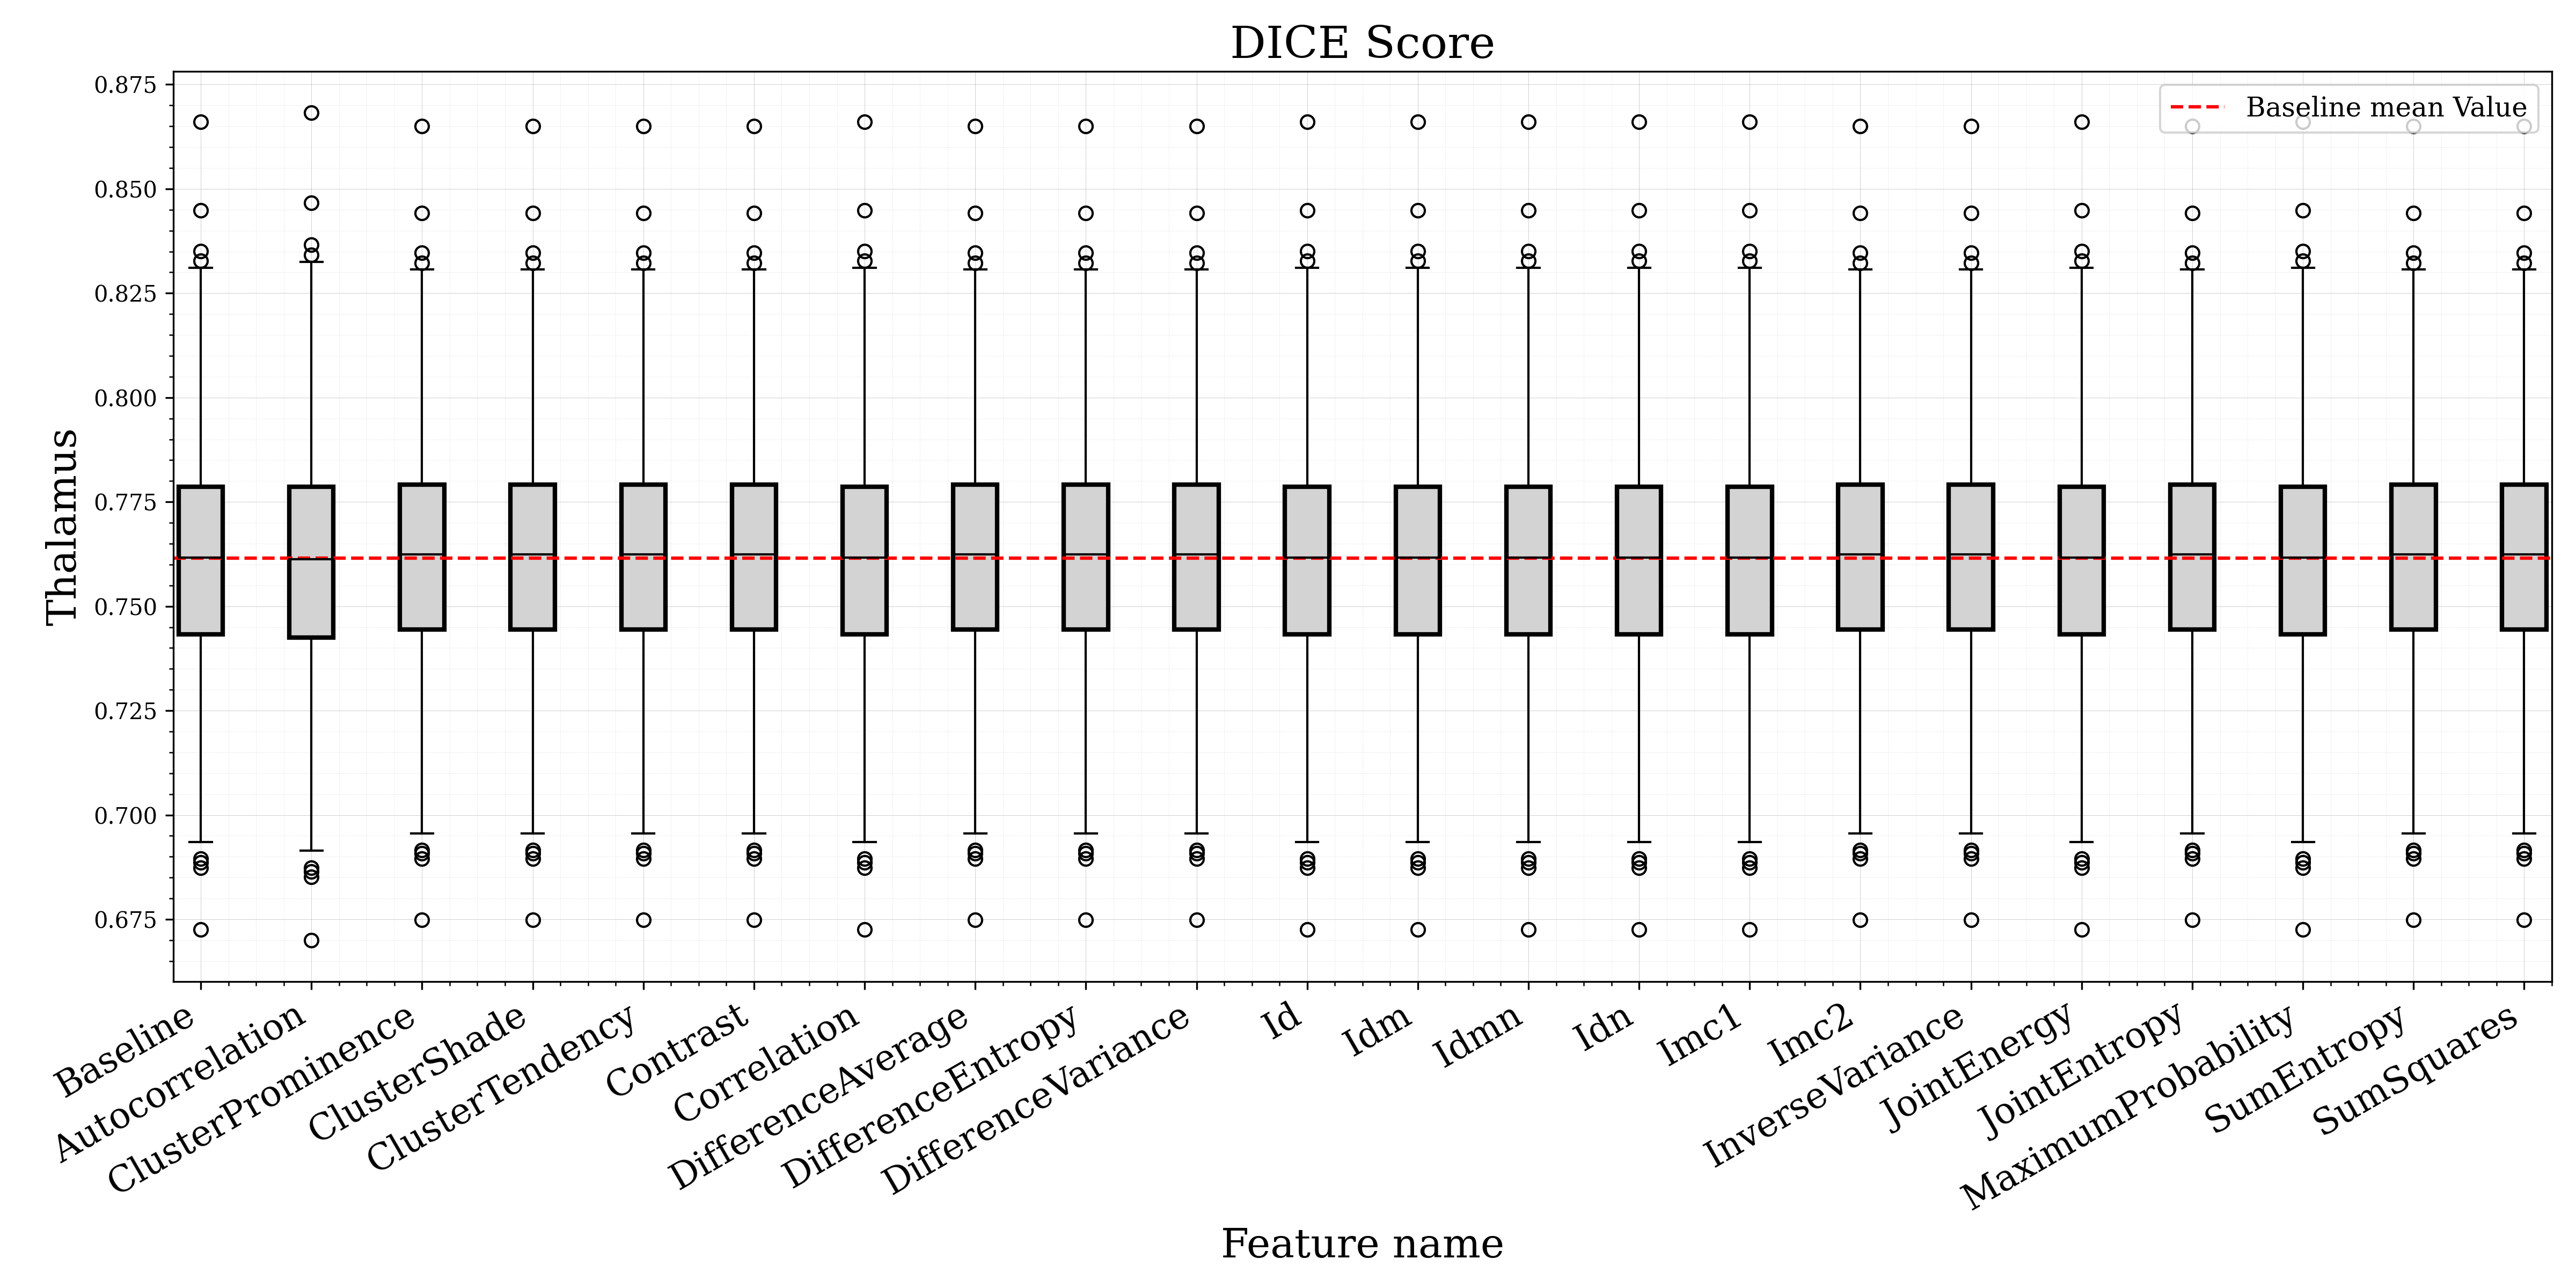 DICE Score
Baseline mean Value
Thalamus
0.875
0.850
0.825
0.800
0.775
0.750
0.725
0.700
0.675
Baseline
Autocorrelation
ClusterProminence
ClusterShade
ClusterTendency
Contrast
Correlation
DifferenceAverage
DifferenceEntropy
DifferenceVariance
Id
Idm
Idmn
Idn
Imc1
Imc2
InverseVariance
JointEnergy
JointEntropy
MaximumProbability
SumEntropy
SumSquares
Feature name